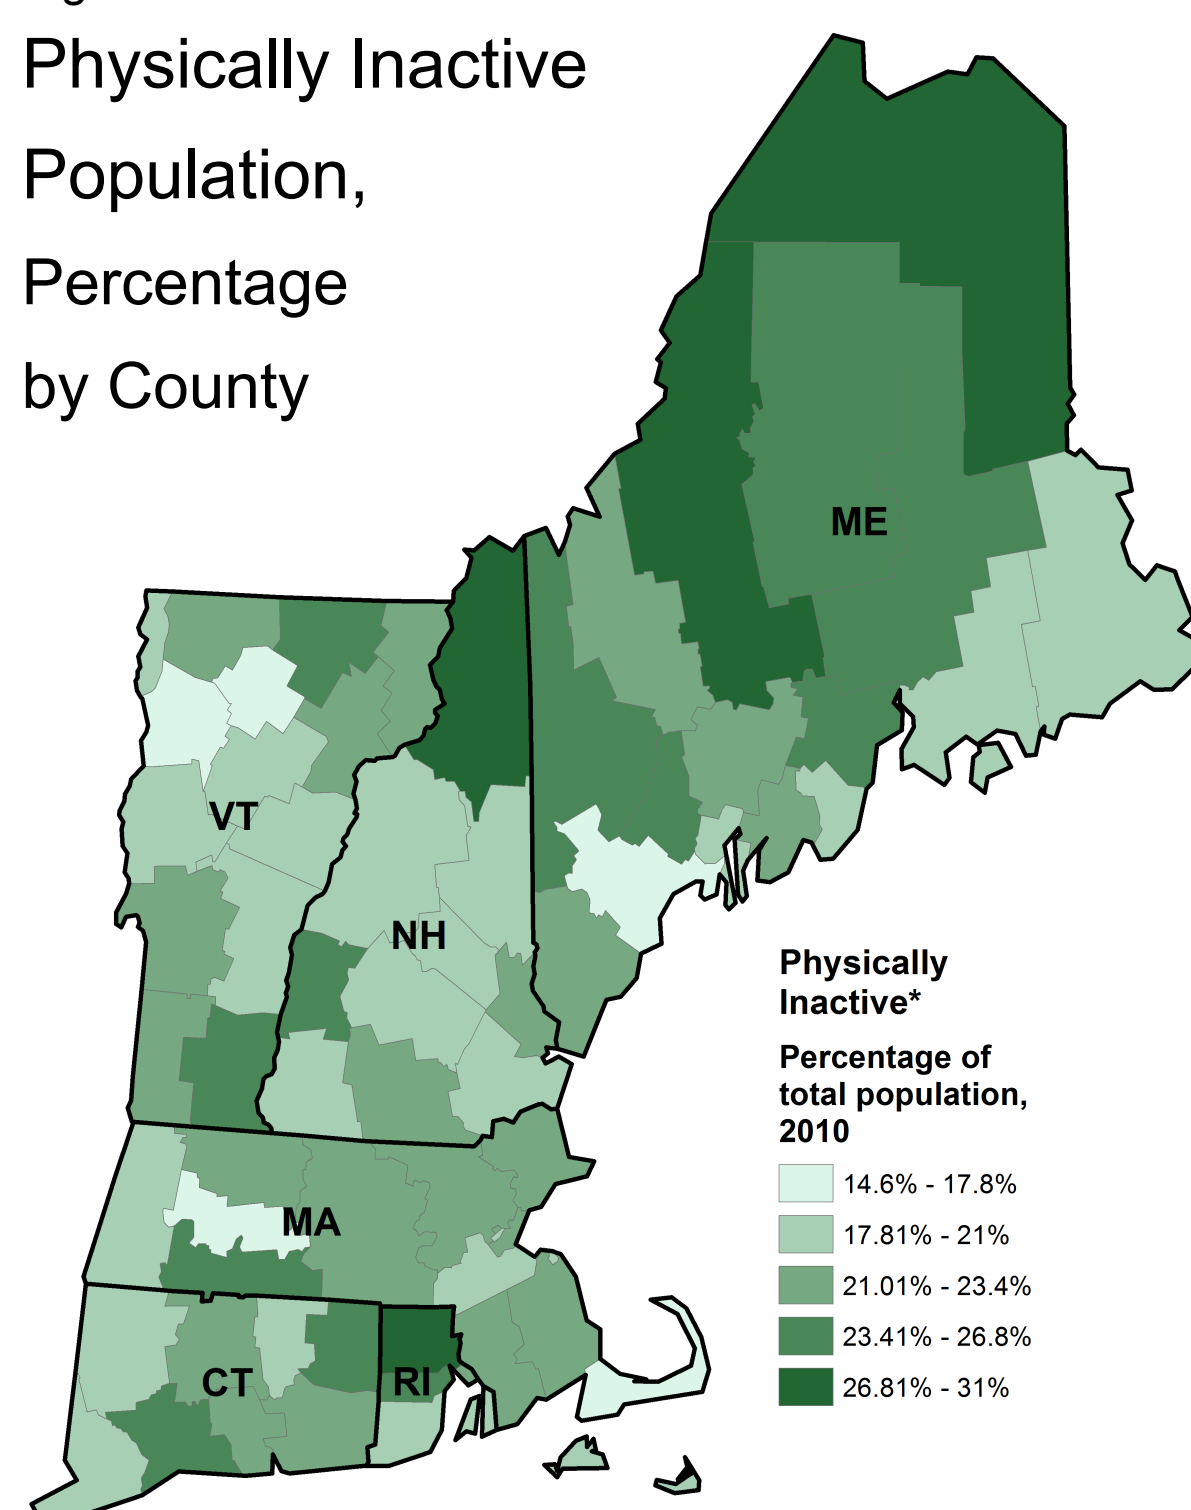 Physically Inactive
Population,
Percentage
by County
ME
VT
NH
MA
CT
RI
Physically
Inactive*
Percentage of
total population,
2010
14.6% - 17.8%
17.81% - 21%
21.01% - 23.4%
23.41% - 26.8%
26.81% - 31%